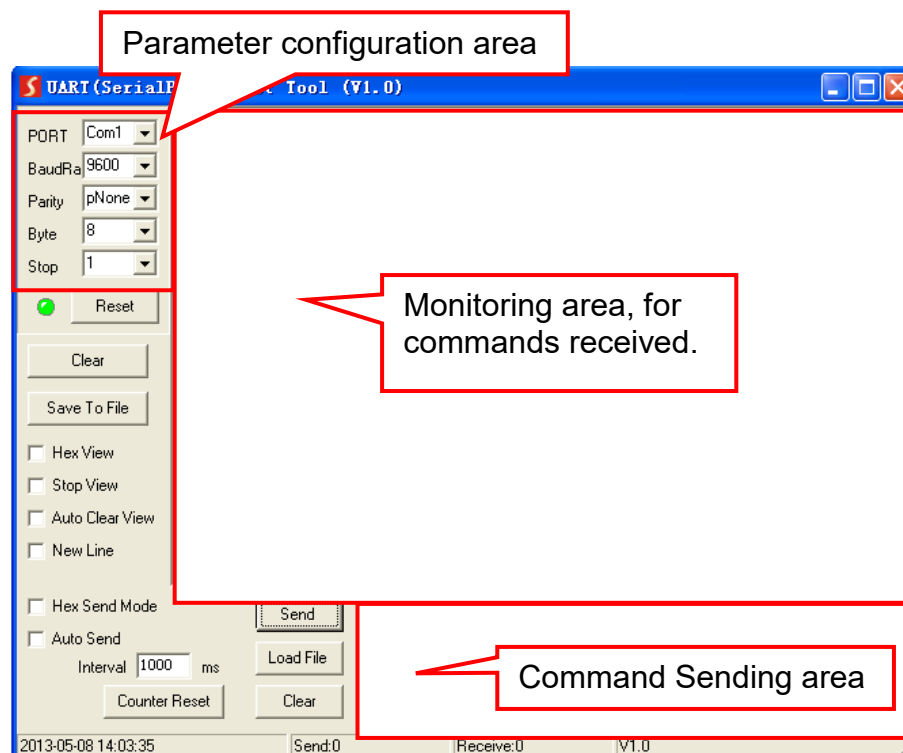 Parameter configuration area
UART(SerialP t Tool (V1.0)
PORT Com1
BaudRa 9600
Parity pNone
Byte 8
Stop 1
Reset
Monitoring area, for
commands received.
Clear
Save To File
Hex View
Stop View
Auto Clear View
New Line
Hex Send Mode
Send
Auto Send
Interval 1000 ms
Load File
Command Sending area
Counter Reset
Clear
2013-05-08 14:03:35 Send:0 Receive:0 V1.0